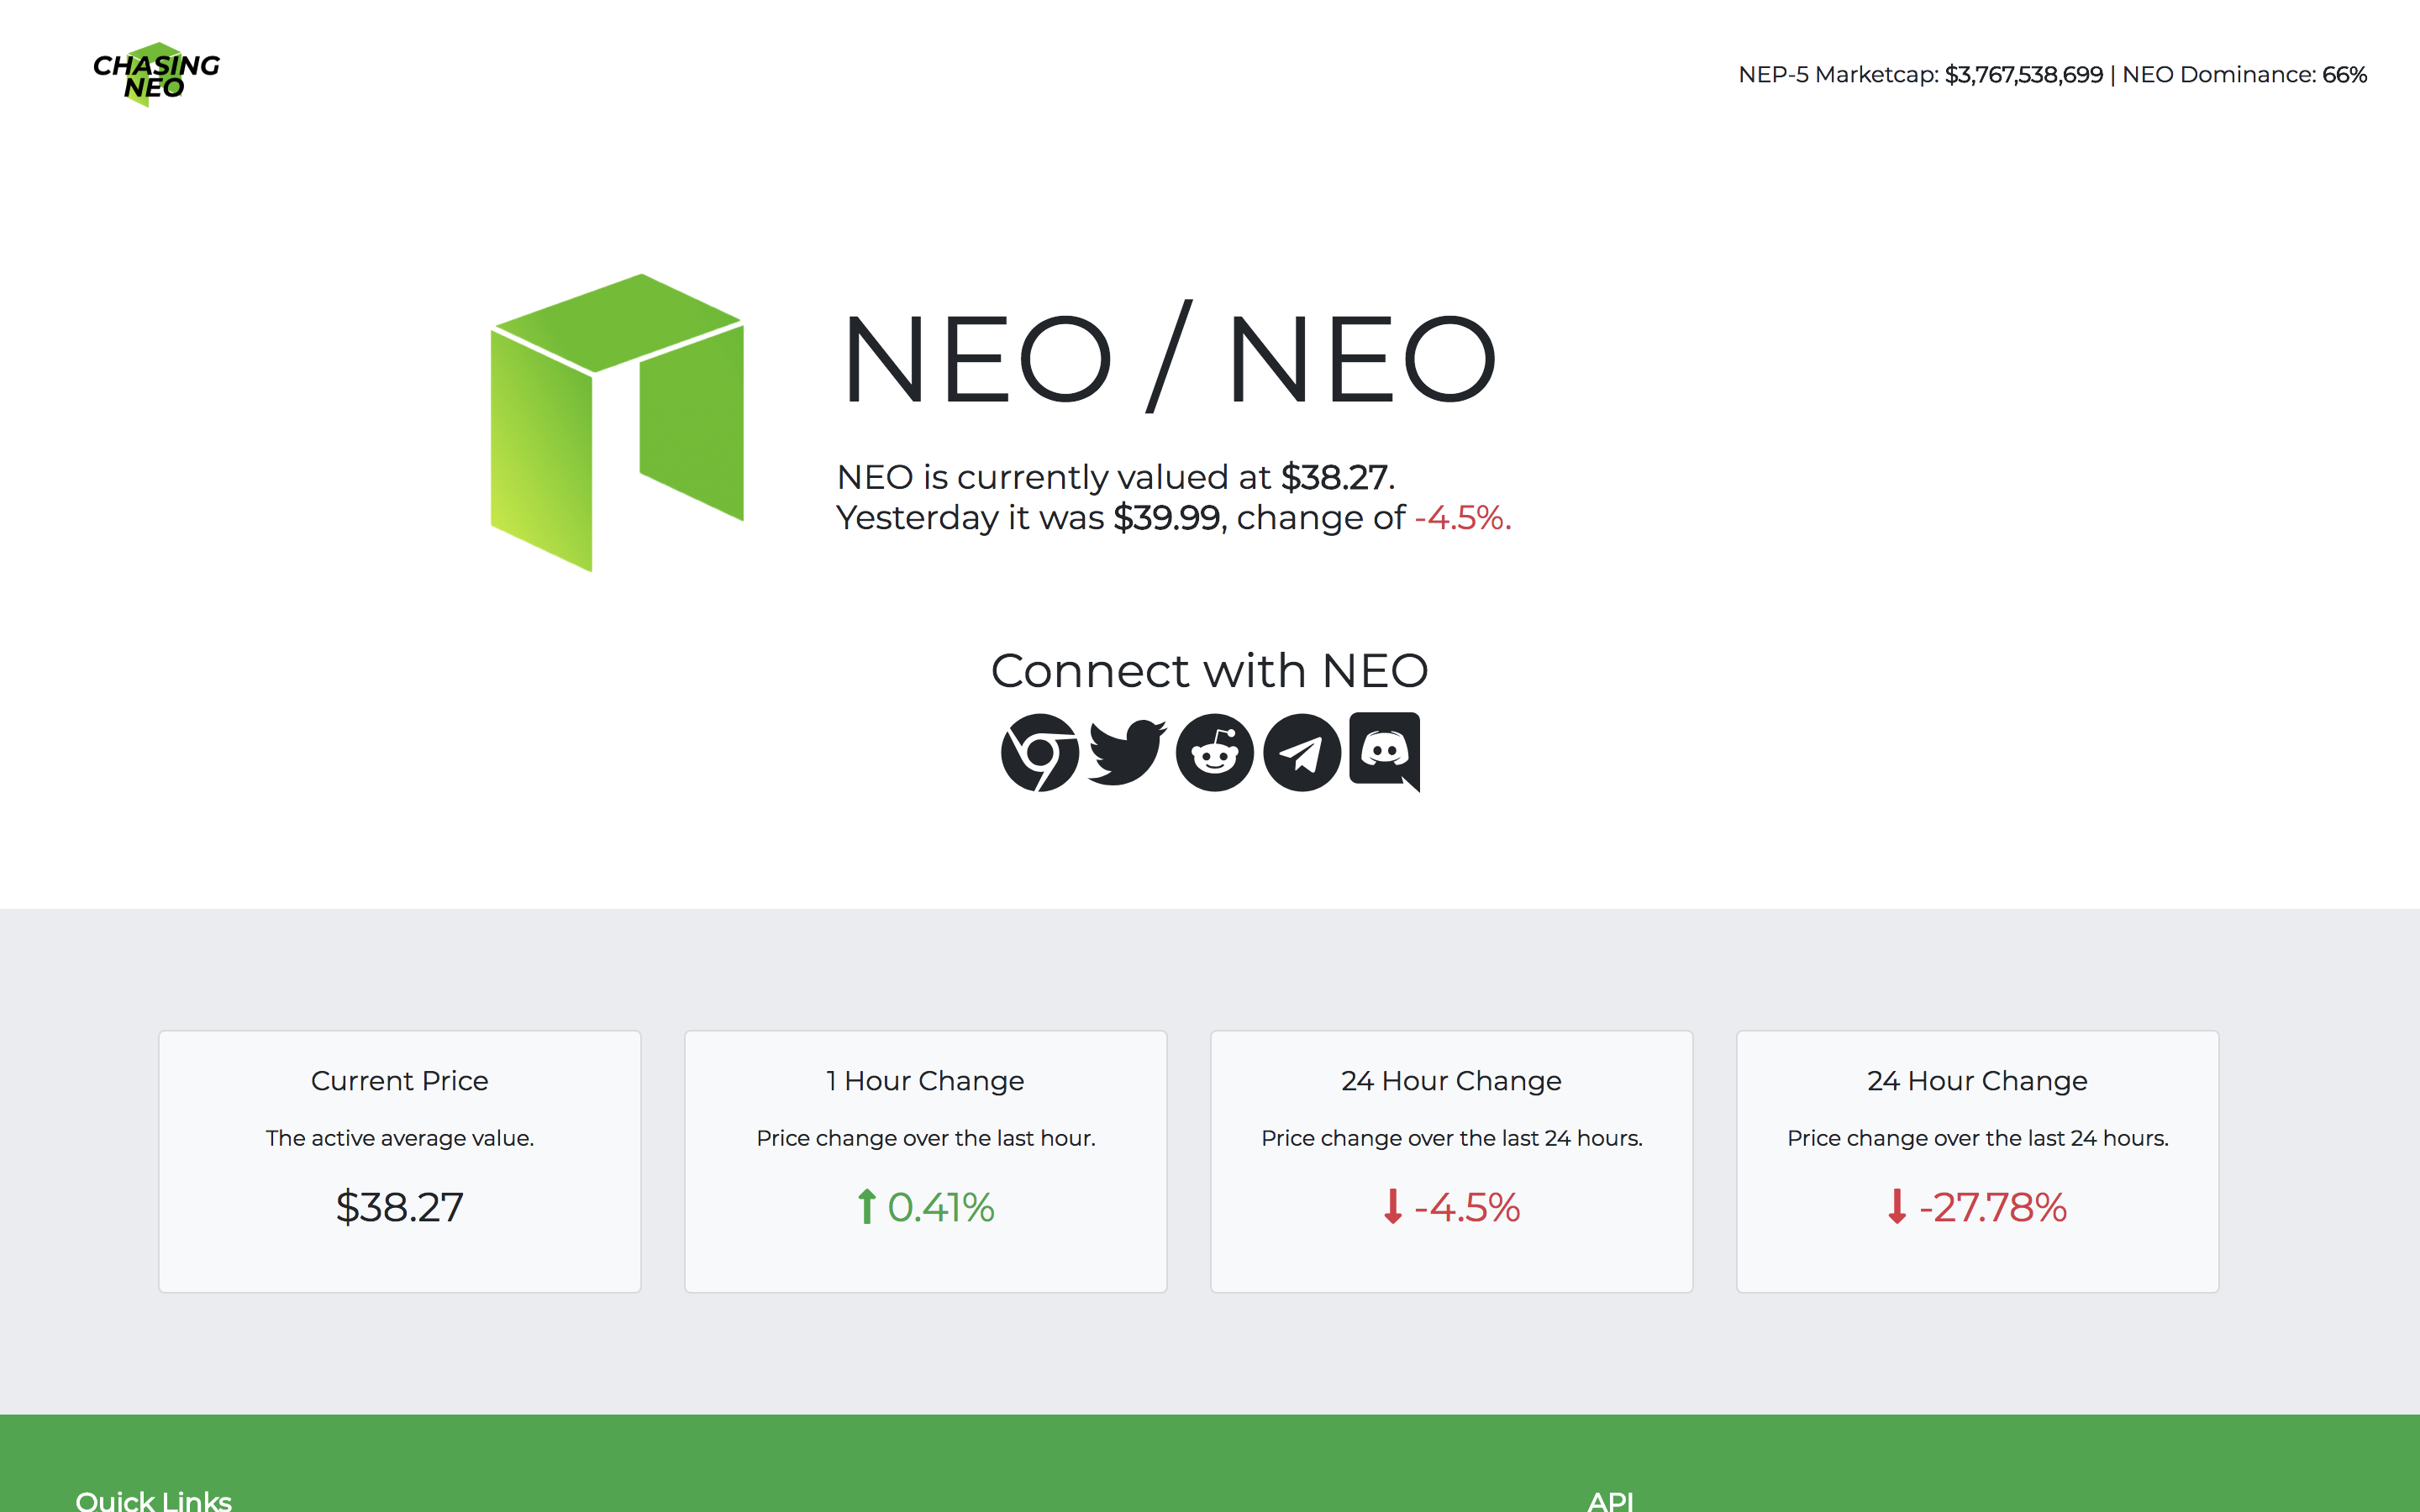 CHASING
NEO
NEP-5 Marketcap: $3,767,538,699 | NEO Dominance: 66%
NEO / NEO
NEO is currently valued at $38.27.
Yesterday it was $39.99, change of -4.5%.
Connect with NEO
Current Price
The active average value.
$38.27
1 Hour Change
Price change over the last hour.
0.41%
24 Hour Change
Price change over the last 24 hours.
-4.5%
24 Hour Change
Price change over the last 24 hours.
-27.78%
Quick Links
API